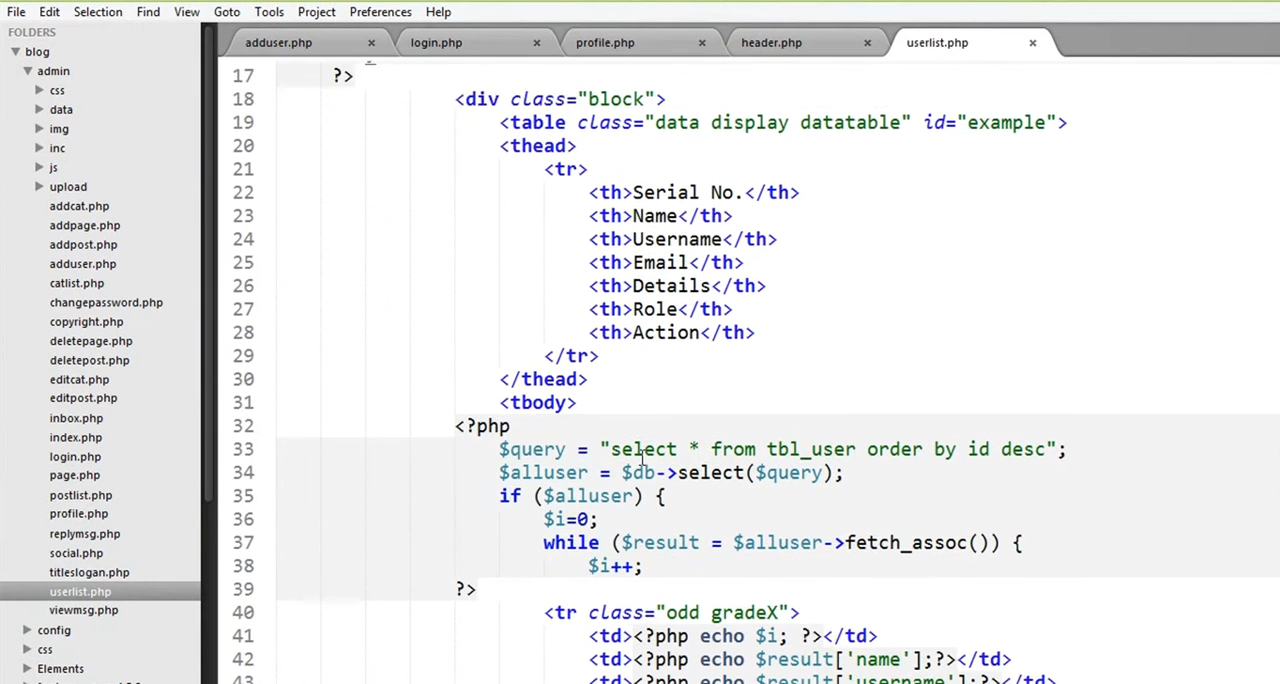 File Edit Selection Find View Goto Tools Project Preferences Help
FOLDERS
blog
admin
css
data
img
inc
js
upload
addcat.php
addpage.php
addpost.php
adduser.php
catlist.php
changepassword.php
copyright.php
deletepage.php
deletepost.php
editcat.php
editpost.php
inbox.php
index.php
login.php
page.php
postlist.php
profile.php
replymsg.php
social.php
titleslogan.php
userlist.php
viewmsg.php
config
css
Elements
adduser.php × login.php × profile.php × header.php × userlist.php ×
17 ?>
18 <div class="block">
19 <table class="data display datatable" id="example">
20 <thead>
21 <tr>
22 <th>Serial No.</th>
23 <th>Name</th>
24 <th>Username</th>
25 <th>Email</th>
26 <th>Details</th>
27 <th>Role</th>
28 <th>Action</th>
29 </tr>
30 </thead>
31 <tbody>
32 <?php
33 $query = "select * from tbl_user order by id desc";
34 $alluser = $db->select($query);
35 if ($alluser) {
36 $i=0;
37 while ($result = $alluser->fetch_assoc()) {
38 $i++;
39 ?>
40 <tr class="odd gradeX">
41 <td><?php echo $i; ?></td>
42 <td><?php echo $result['name'];?></td>
43 <td><?php echo $result['username'];?></td>